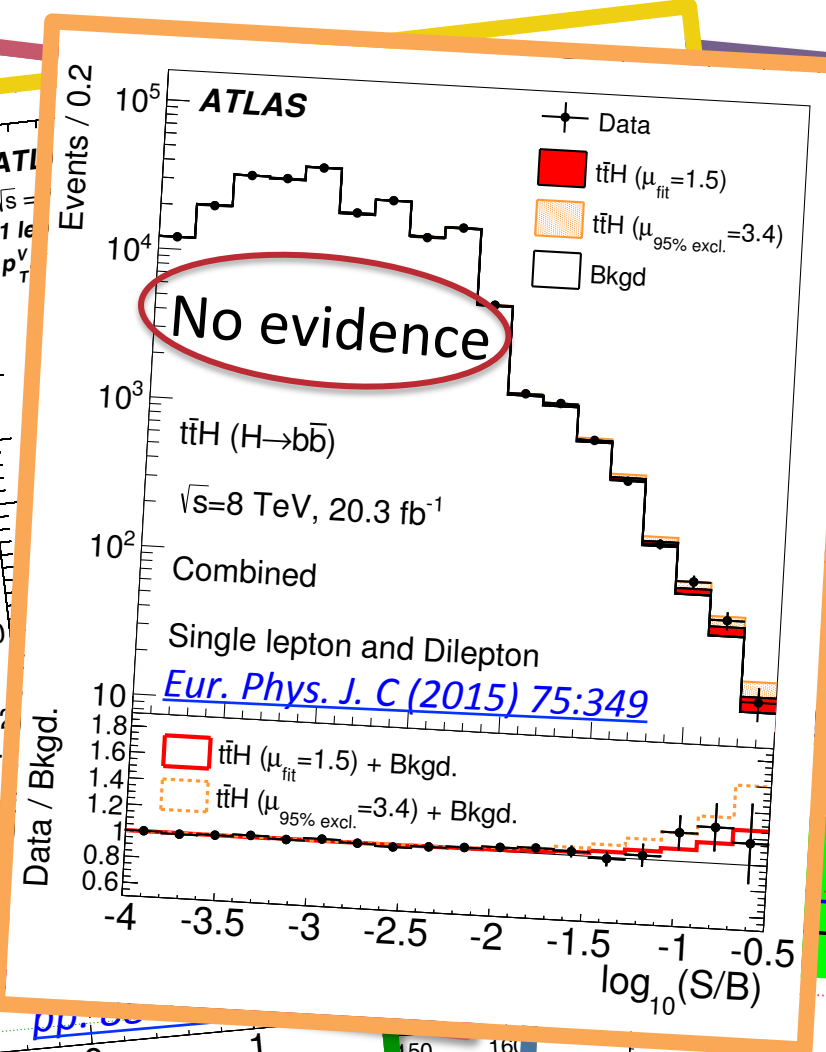 ATLAS
Data
tt̄H (μfit=1.5)
tt̄H (μ95% excl.=3.4)
Bkgd
Events / 0.2
10⁵
10⁴
10³
10²
10
No evidence
tt̄H (H→bb̄)
√s=8 TeV, 20.3 fb⁻¹
Combined
Single lepton and Dilepton
Eur. Phys. J. C (2015) 75:349
Data / Bkgd.
1.8
1.6
1.4
1.2
1
0.8
0.6
tt̄H (μfit=1.5) + Bkgd.
tt̄H (μ95% excl.=3.4) + Bkgd.
-4 -3.5 -3 -2.5 -2 -1.5 -1 -0.5
log₁₀(S/B)
√s =
pp.
1